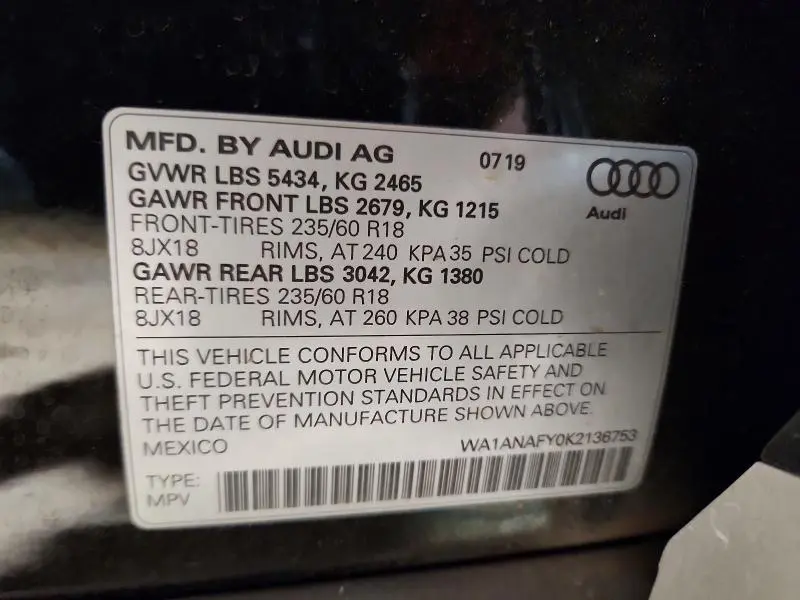 MFD. BY AUDI AG 0719
GVWR LBS 5434, KG 2465
GAWR FRONT LBS 2679, KG 1215
Audi
FRONT-TIRES 235/60 R18
8JX18 RIMS, AT 240 KPA 35 PSI COLD
GAWR REAR LBS 3042, KG 1380
REAR-TIRES 235/60 R18
8JX18 RIMS, AT 260 KPA 38 PSI COLD
THIS VEHICLE CONFORMS TO ALL APPLICABLE
U.S. FEDERAL MOTOR VEHICLE SAFETY AND
THEFT PREVENTION STANDARDS IN EFFECT ON
THE DATE OF MANUFACTURE SHOWN ABOVE.
MEXICO WA1ANAFY0K2136753
TYPE:
MPV